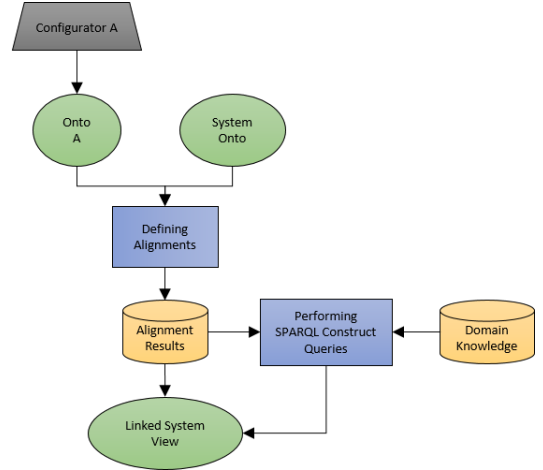 Configurator A
Onto
A
System
Onto
Defining
Alignments
Alignment
Results
Performing
SPARQL Construct
Queries
Domain
Knowledge
Linked System
View